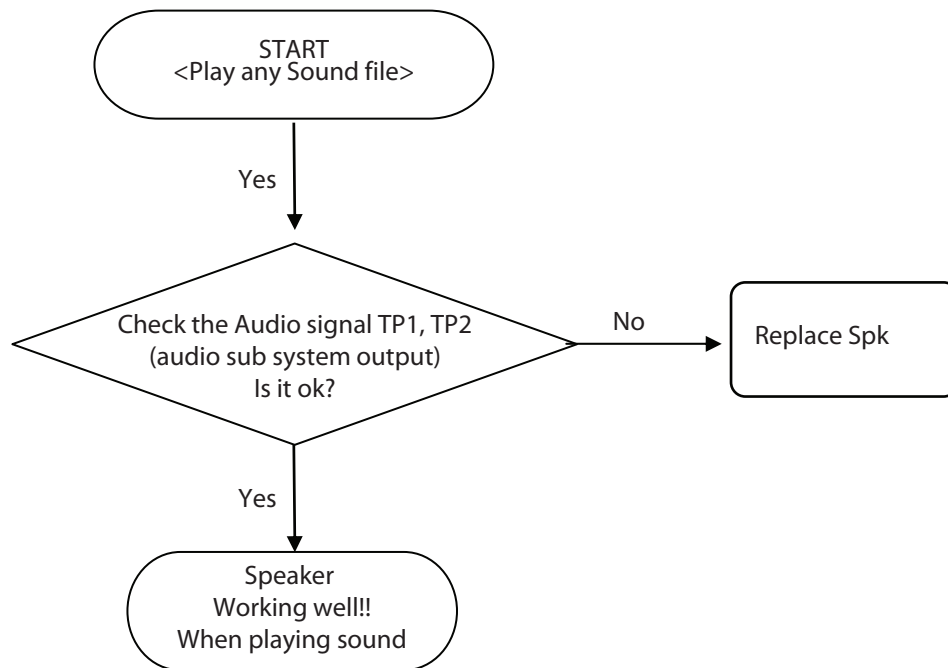 START
<Play any Sound file>
Yes
Check the Audio signal TP1, TP2
(audio sub system output)
Is it ok?
No
Replace Spk
Yes
Speaker
Working well!!
When playing sound